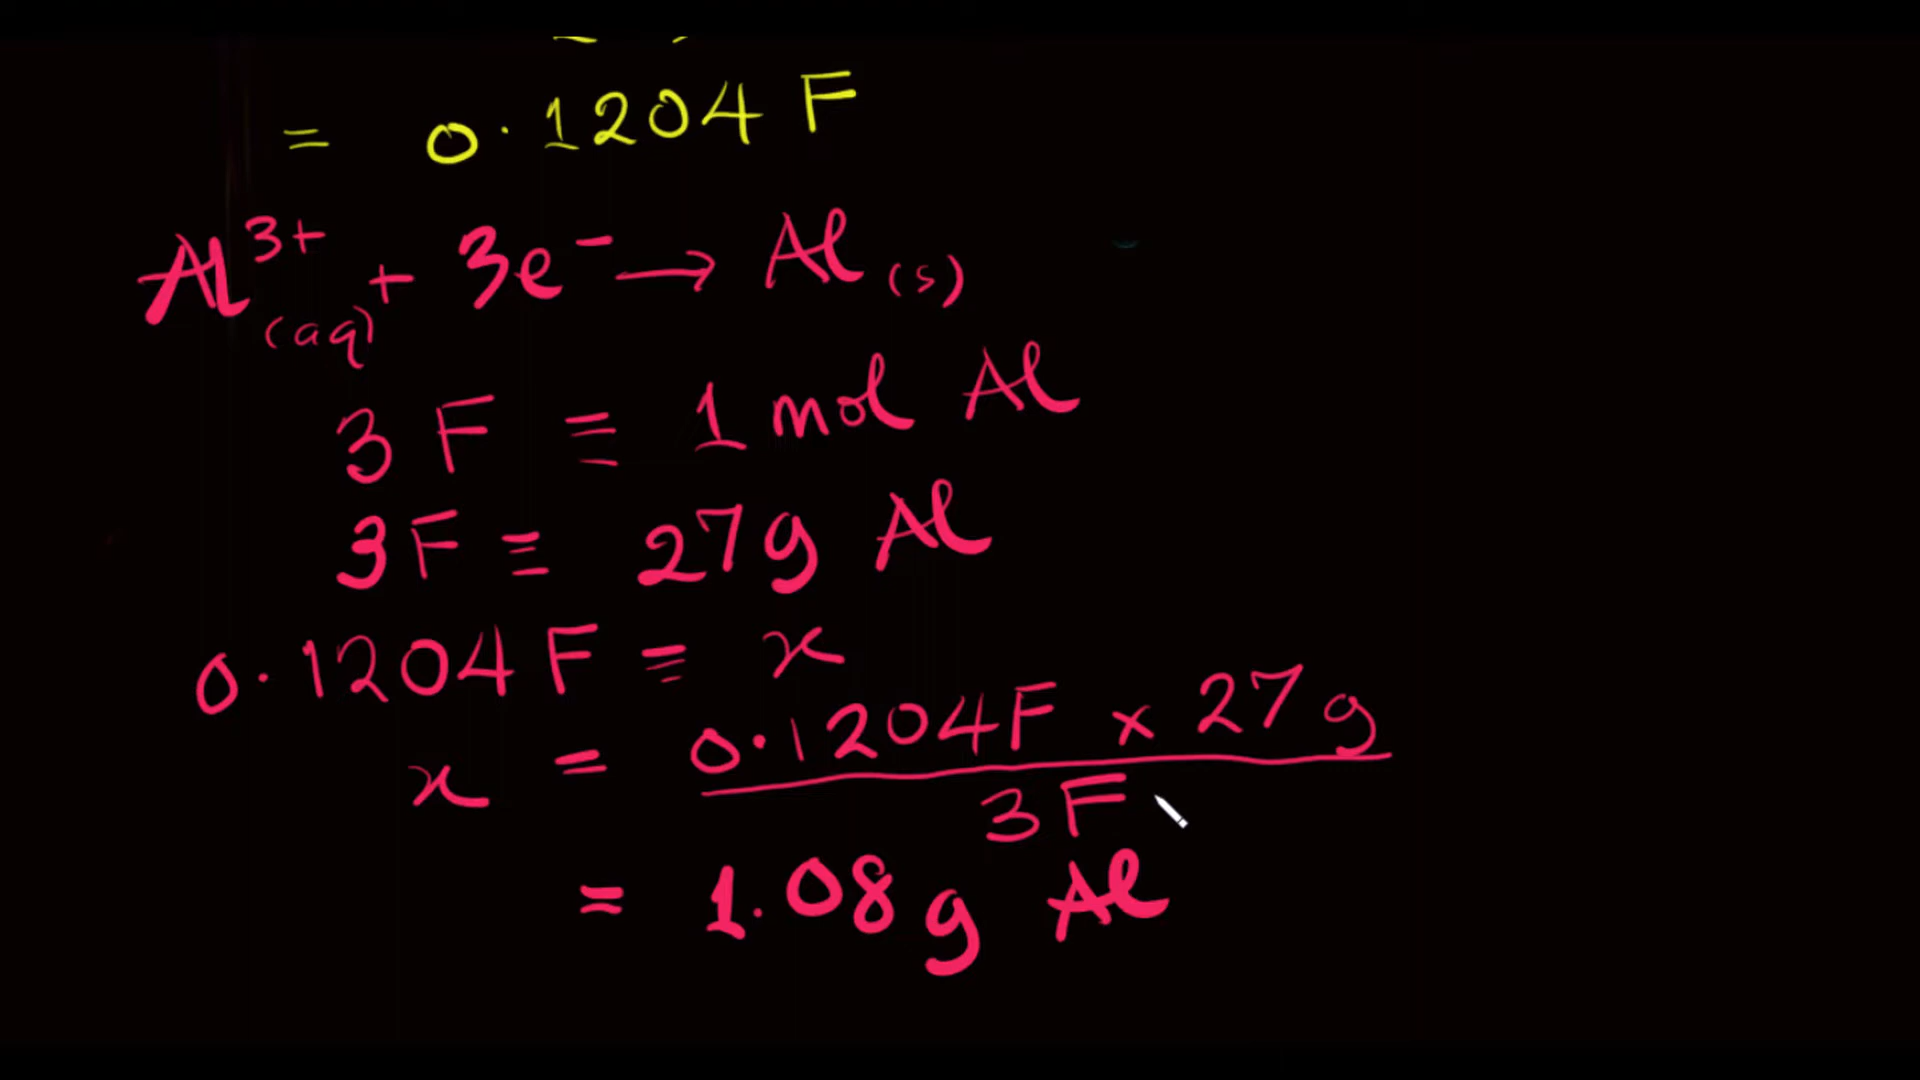 = 0.1204 F
Al³⁺(aq) + 3e⁻ → Al(s)
3 F ≡ 1 mol Al
3F ≡ 27g Al
0.1204 F ≡ x
x = 0.1204F × 27g
3F
= 1.08g Al